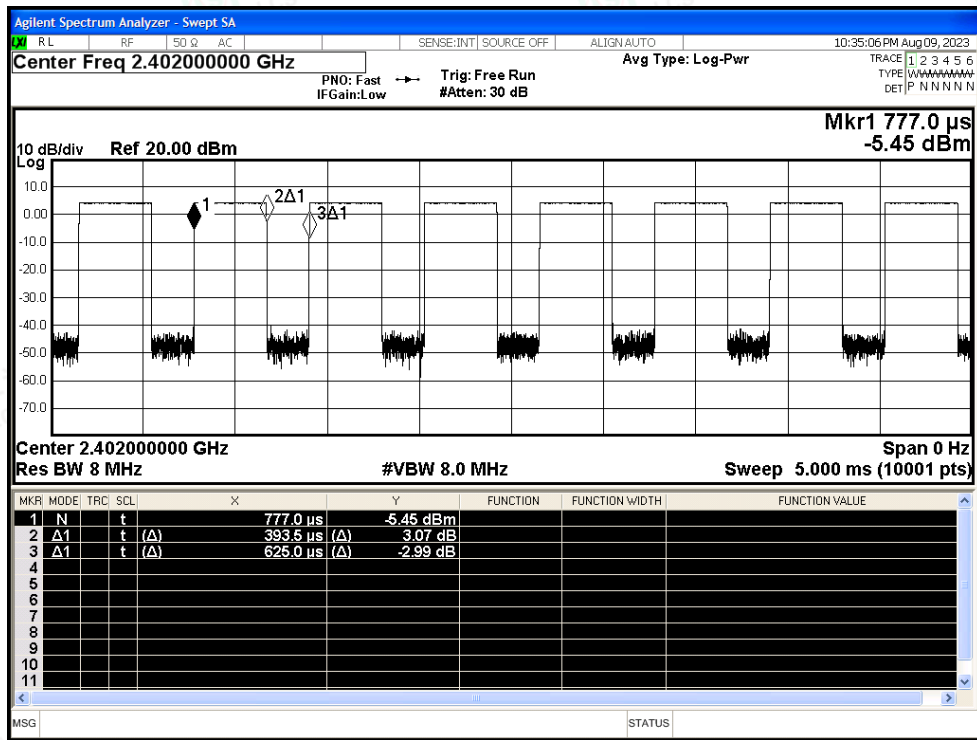 Agilent Spectrum Analyzer - Swept SA
LXI RL RF 50 Ω AC SENSE:INT SOURCE OFF ALIGN AUTO 10:35:06 PM Aug 09, 2023
Center Freq 2.402000000 GHz Avg Type: Log-Pwr TRACE 1 2 3 4 5 6
PNO: Fast Trig: Free Run TYPE W
IFGain:Low #Atten: 30 dB DET P N N N N N
Mkr1 777.0 µs
10 dB/div Ref 20.00 dBm -5.45 dBm
Log
10.0
0.00
-10.0
-20.0
-30.0
-40.0
-50.0
-60.0
-70.0
1 2Δ1 3Δ1
Center 2.402000000 GHz Span 0 Hz
Res BW 8 MHz #VBW 8.0 MHz Sweep 5.000 ms (10001 pts)
MKR MODE TRC SCL X Y FUNCTION FUNCTION WIDTH FUNCTION VALUE
1 N t 777.0 µs -5.45 dBm
2 Δ1 t (Δ) 393.5 µs (Δ) 3.07 dB
3 Δ1 t (Δ) 625.0 µs (Δ) -2.99 dB
4
5
6
7
8
9
10
11
MSG STATUS